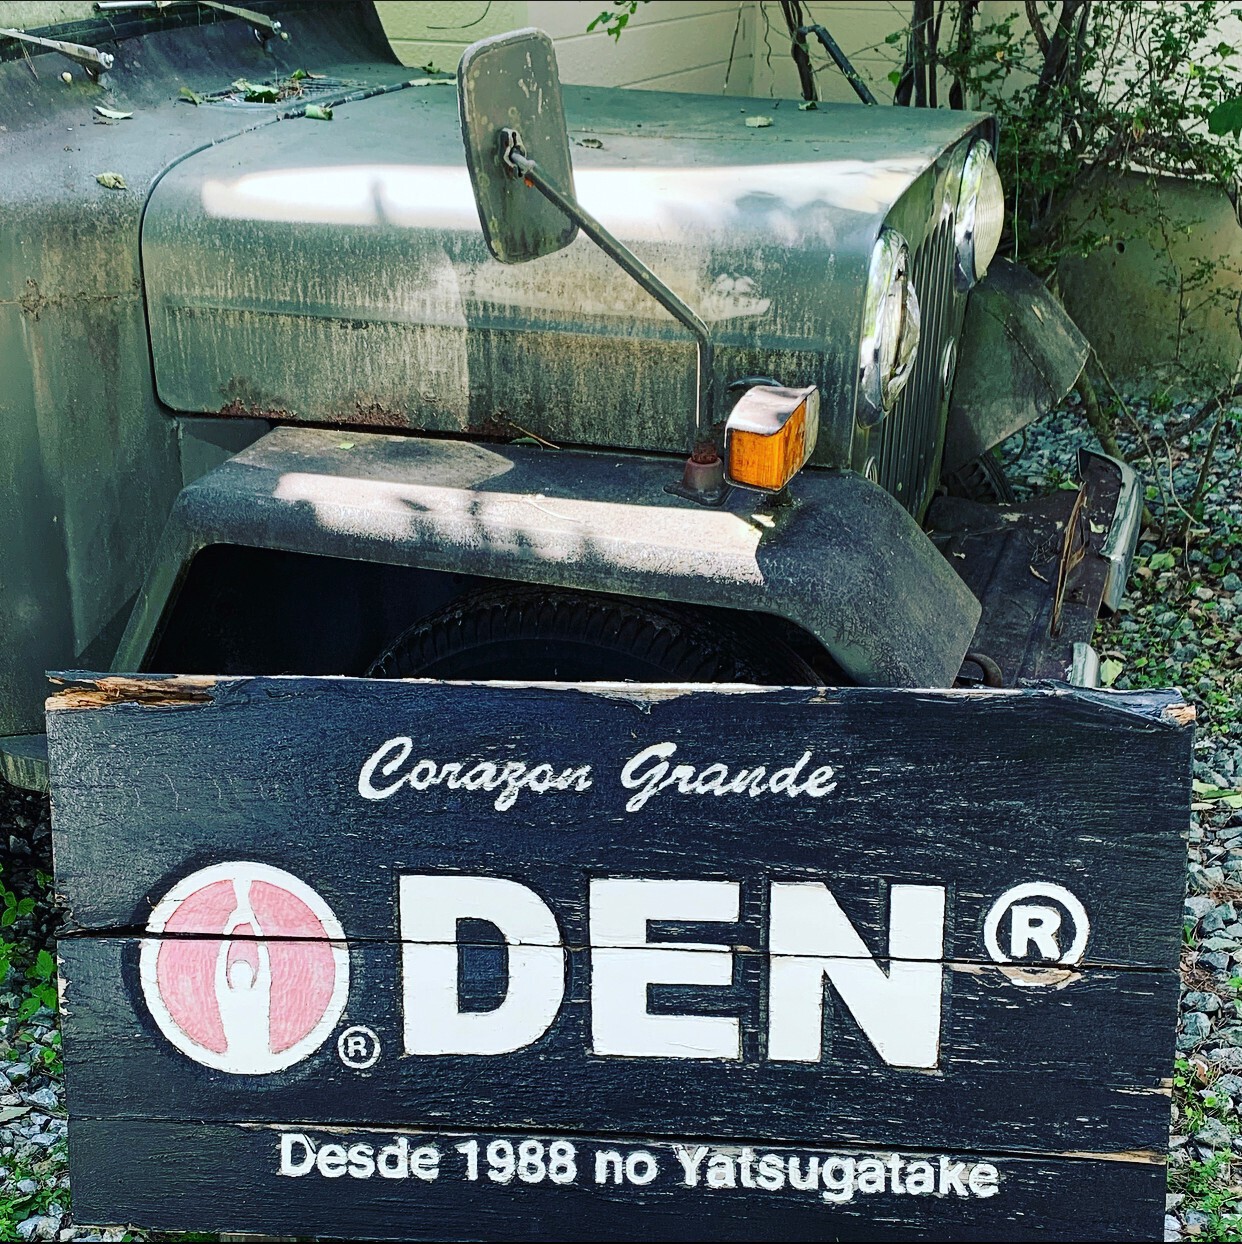 Corazon Grande
® DEN®
Desde 1988 no Yatsugatake